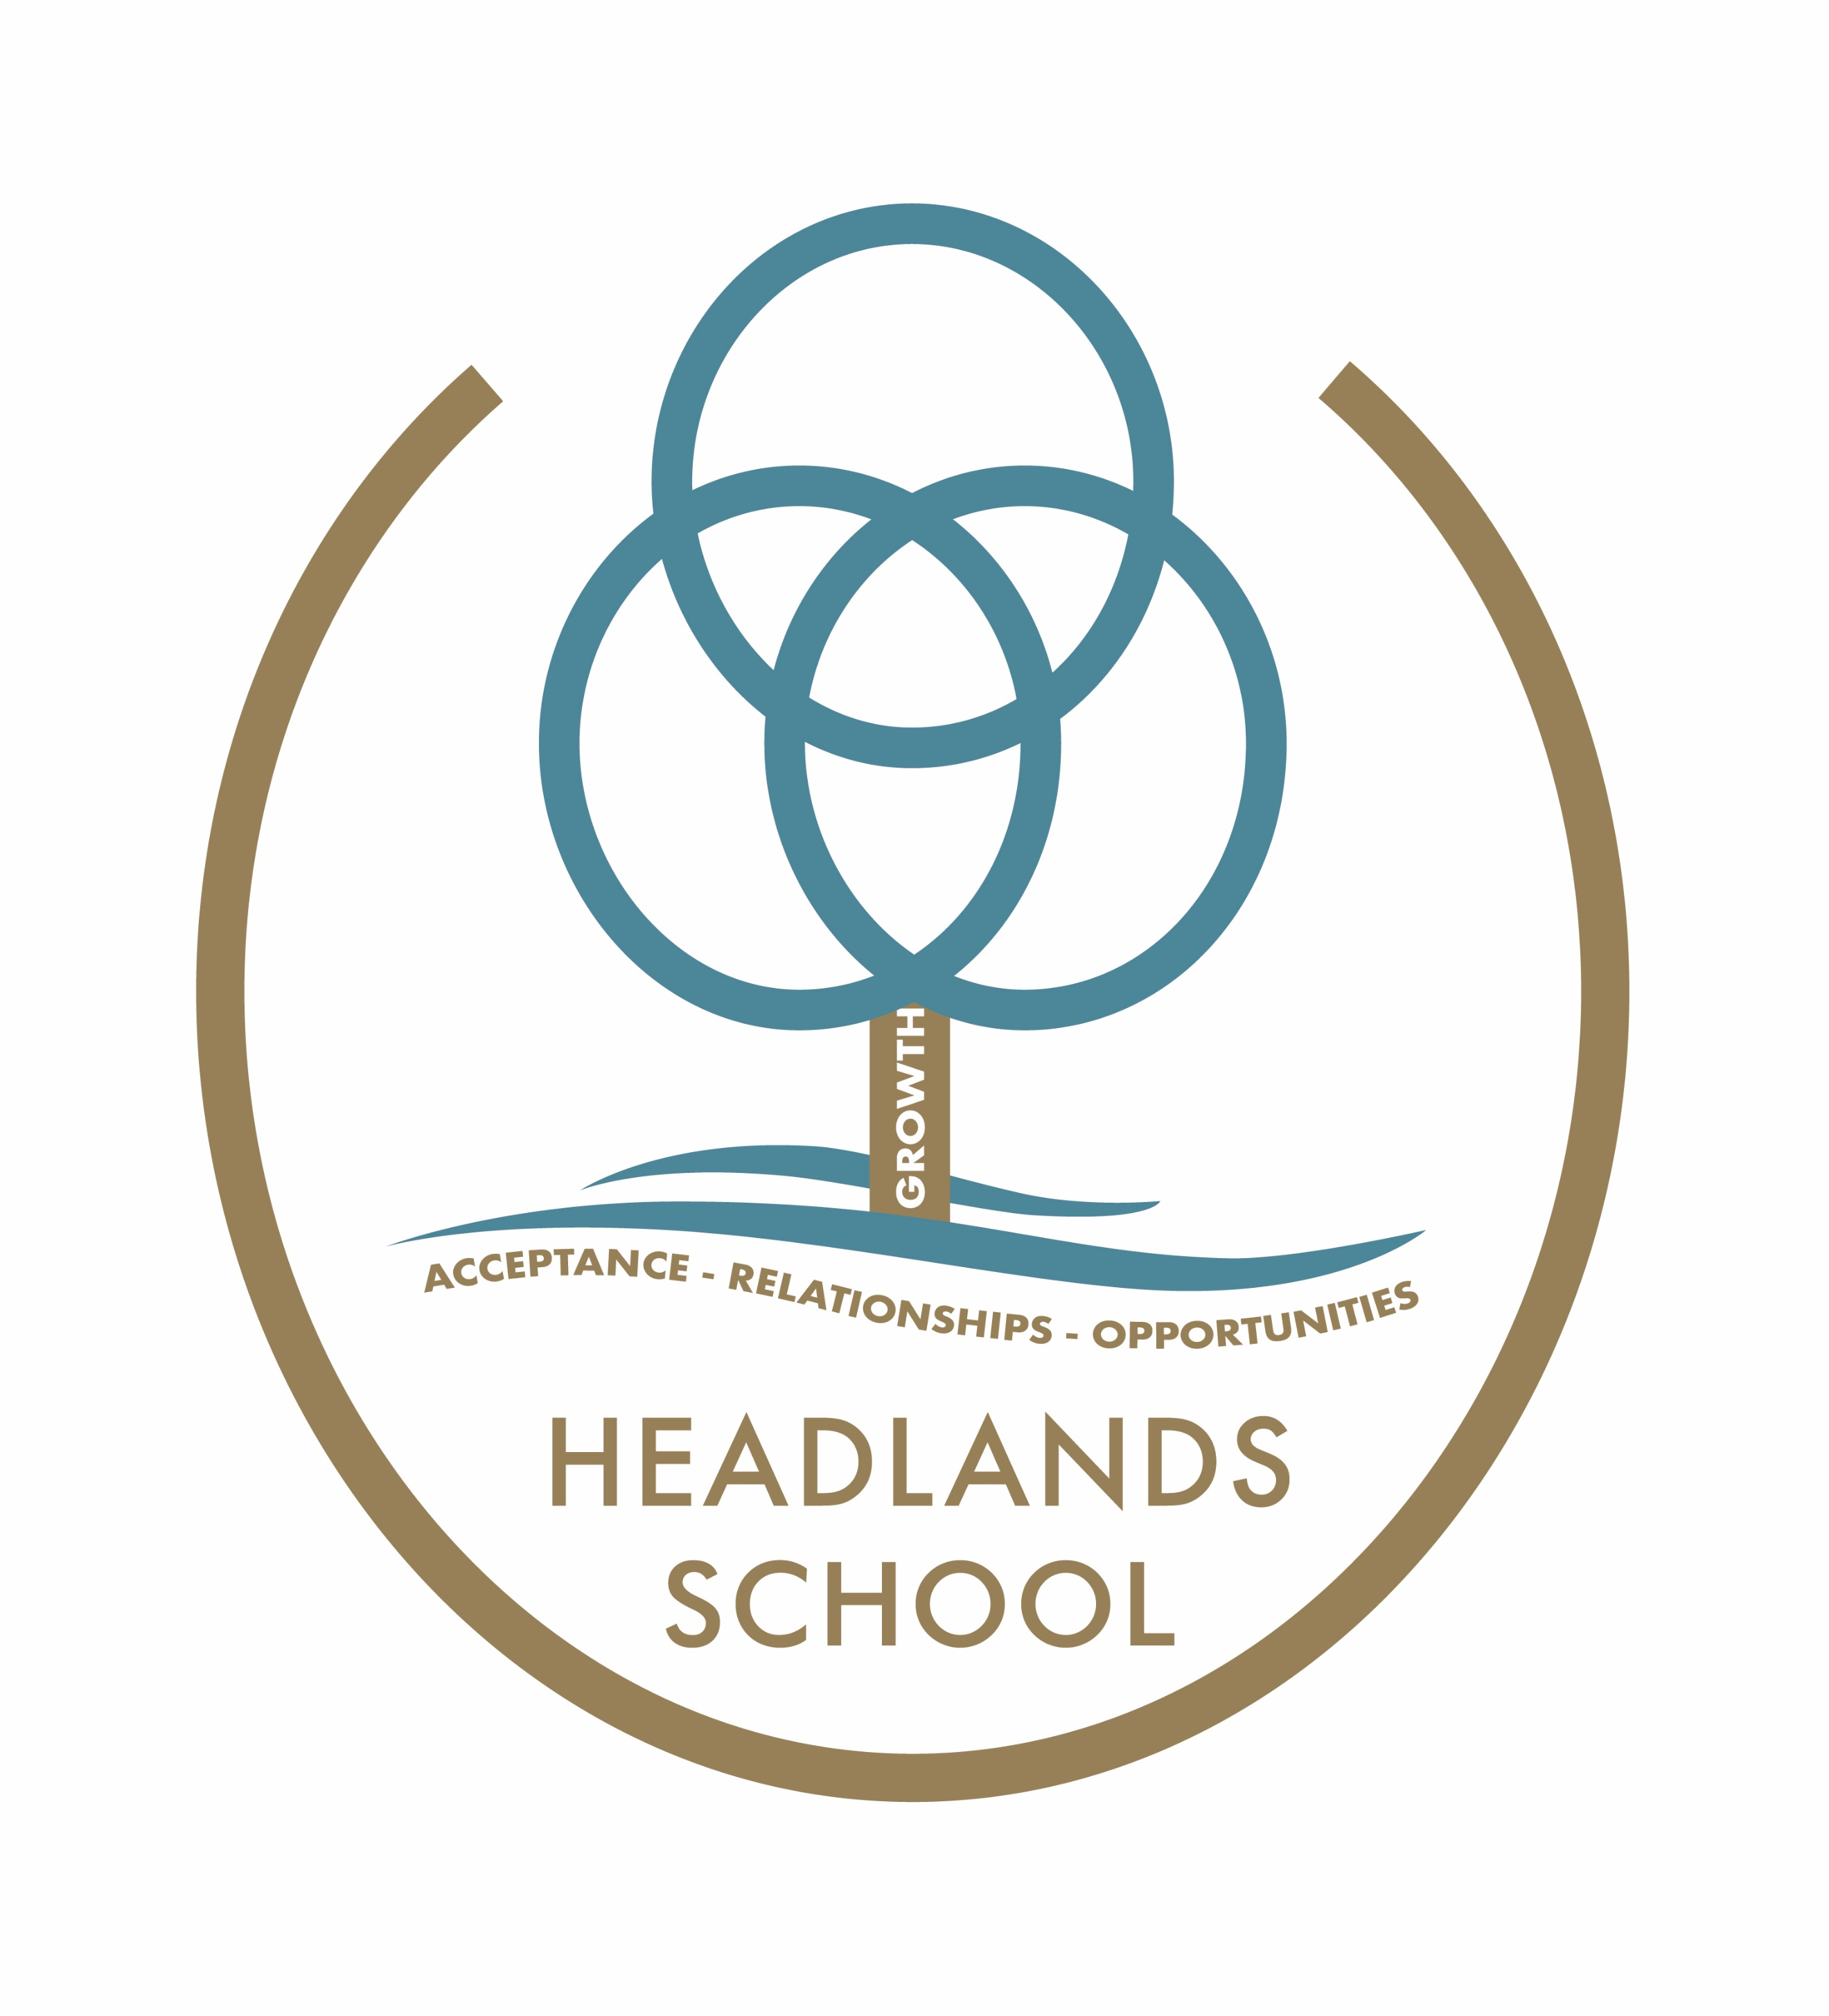 GROWTH
ACCEPTANCE - RELATIONSHIPS - OPPORTUNITIES
HEADLANDS
SCHOOL